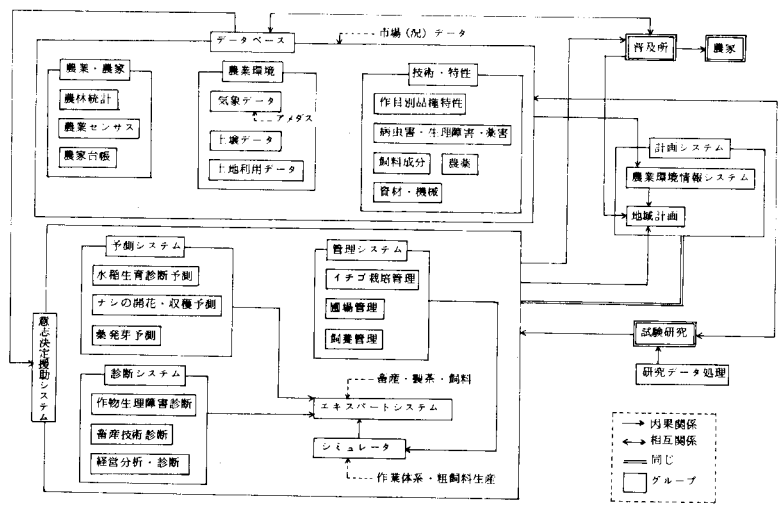 データベース
市場（況）データ
普及所
農家
農業・農家
農林統計
農業センサス
農家台帳
農業環境
気象データ
アメダス
土壌データ
土地利用データ
技術・特性
作目別品種特性
病虫害・生理障害・薬害
飼料成分
農薬
資材・機械
計画システム
農業環境情報システム
地域計画
意志決定援助システム
予測システム
水稲生育診断予測
ナシの開花・収穫予測
桑発芽予測
管理システム
イチゴ栽培管理
圃場管理
飼養管理
試験研究
研究データ処理
診断システム
作物生理障害診断
畜産技術診断
経営分析・診断
畜産・製茶・飼料
エキスパートシステム
シミュレータ
作業体系・粗飼料生産
因果関係
相互関係
同じ
グループ